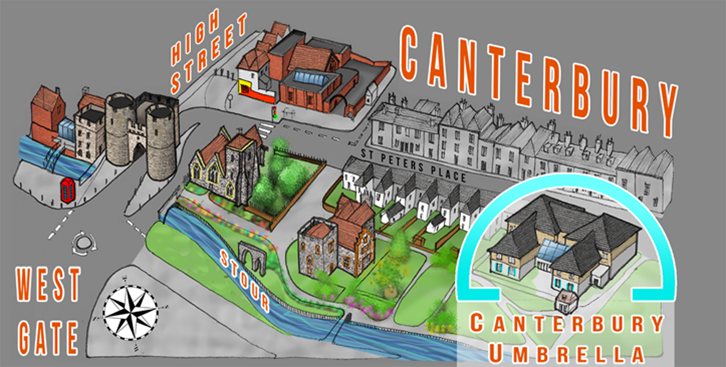 HIGH
STREET
CANTERBURY
ST PETERS PLACE
STOUR
WEST
GATE
CANTERBURY
UMBRELLA